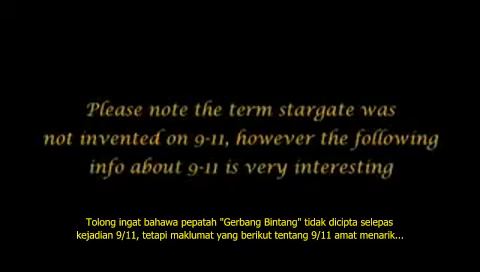 Please note the term stargate was
not invented on 9-11, however the following
info about 9-11 is very interesting
Tolong ingat bahawa pepatah "Gerbang Bintang" tidak dicipta selepas
kejadian 9/11, tetapi maklumat yang berikut tentang 9/11 amat menarik...